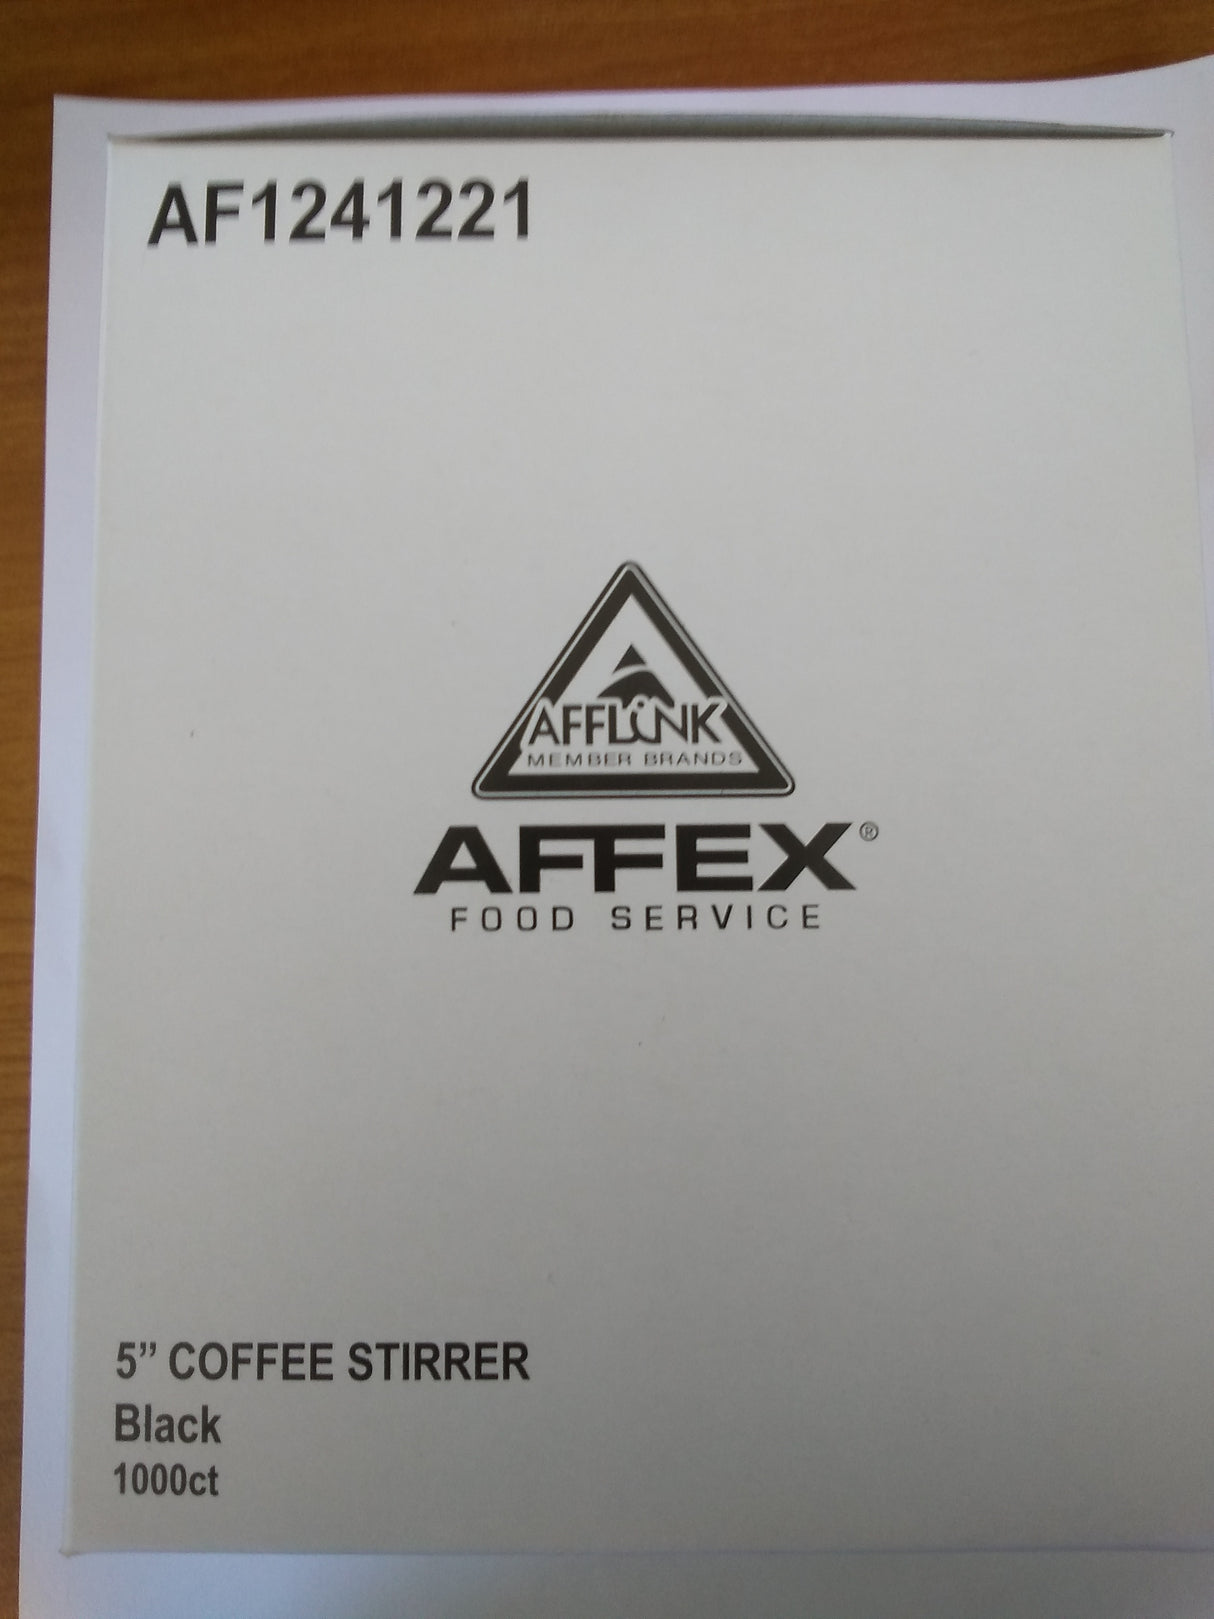 AF1241221
AFFLiNK
MEMBER BRANDS
AFFEX®
FOOD SERVICE
5” COFFEE STIRRER
Black
1000ct